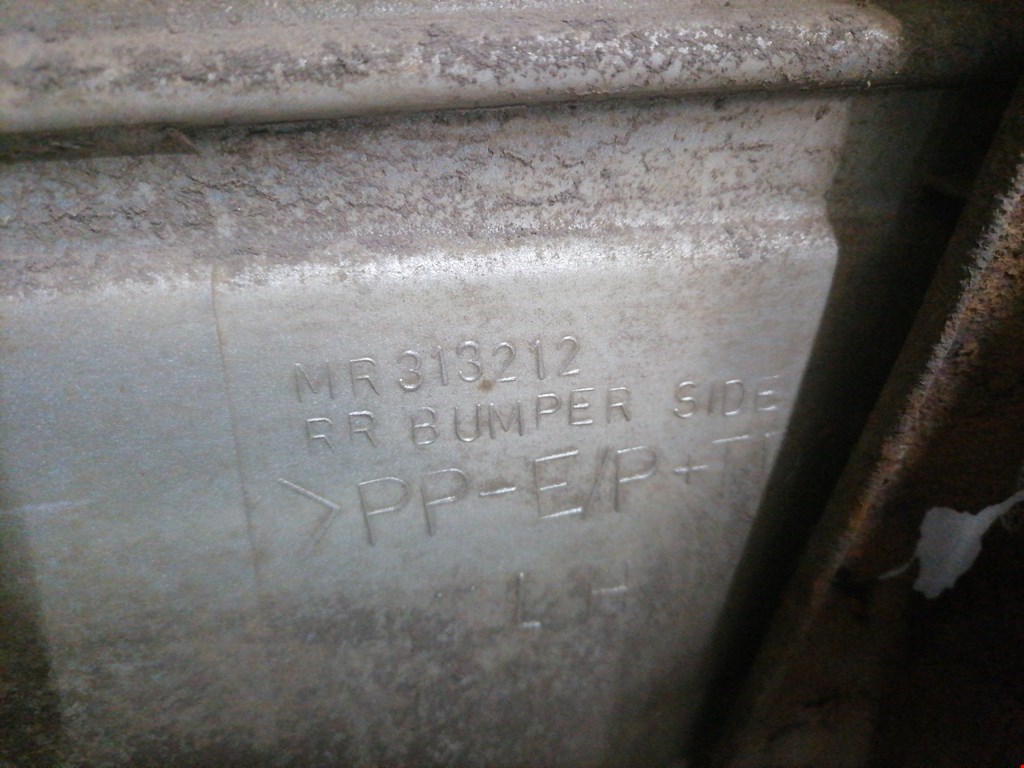 MR313212
RR BUMPER SIDE
>PP-E/P+T
LH